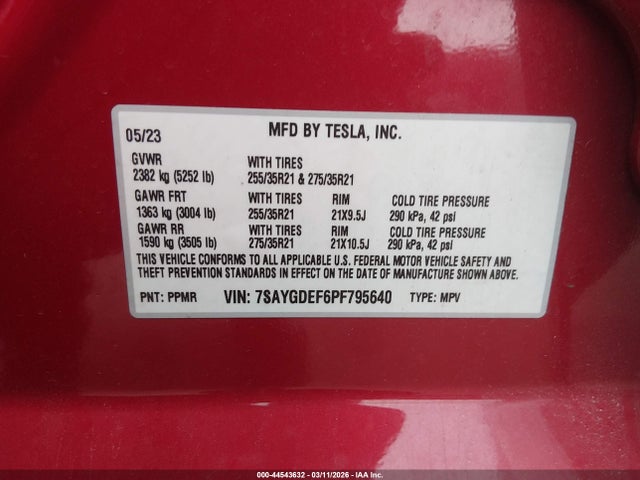 05/23 MFD BY TESLA, INC.
GVWR WITH TIRES
2382 kg (5252 lb) 255/35R21 & 275/35R21
GAWR FRT WITH TIRES RIM COLD TIRE PRESSURE
1363 kg (3004 lb) 255/35R21 21X9.5J 290 kPa, 42 psi
GAWR RR WITH TIRES RIM COLD TIRE PRESSURE
1590 kg (3505 lb) 275/35R21 21X10.5J 290 kPa, 42 psi
THIS VEHICLE CONFORMS TO ALL APPLICABLE U.S. FEDERAL MOTOR VEHICLE SAFETY AND
THEFT PREVENTION STANDARDS IN EFFECT ON THE DATE OF MANUFACTURE SHOWN ABOVE.
PNT: PPMR VIN: 7SAYGDEF6PF795640 TYPE: MPV
000-44543632 - 03/11/2026 - IAA Inc.